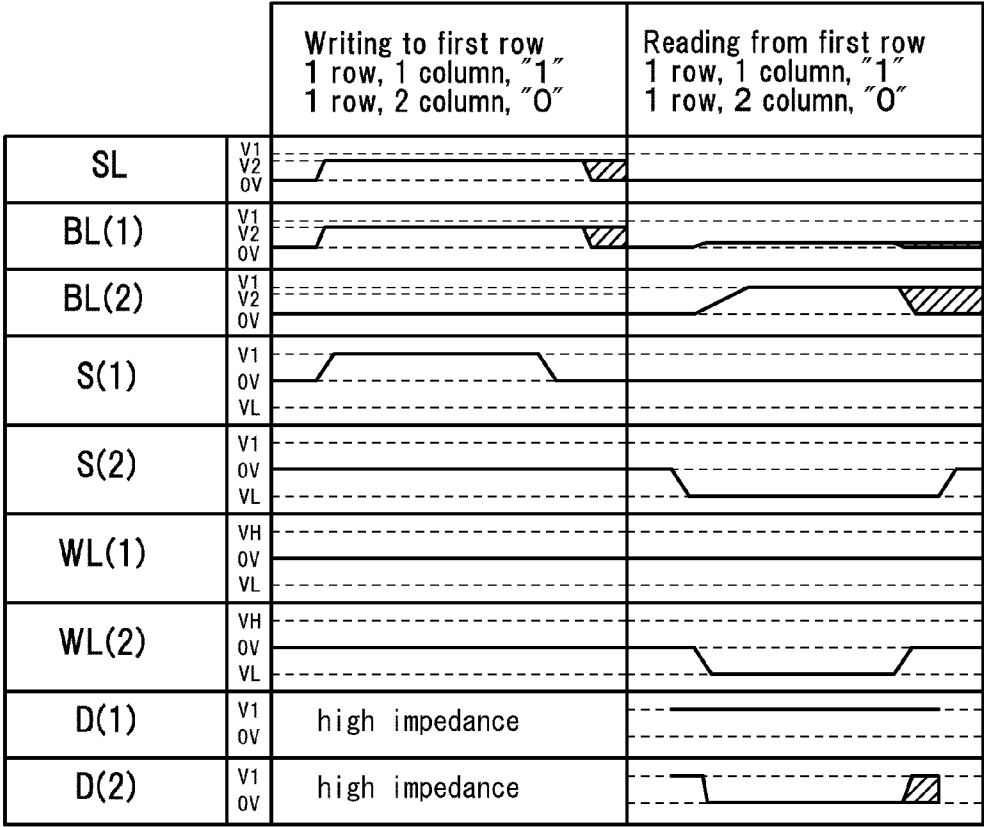 Writing to first row
1 row, 1 column, "1"
1 row, 2 column, "0"
Reading from first row
1 row, 1 column, "1"
1 row, 2 column, "0"
SL
V1
V2
0V
BL(1)
V1
V2
0V
BL(2)
V1
V2
0V
S(1)
V1
0V
VL
S(2)
V1
0V
VL
WL(1)
VH
0V
VL
WL(2)
VH
0V
VL
D(1)
V1
0V
high impedance
D(2)
V1
0V
high impedance